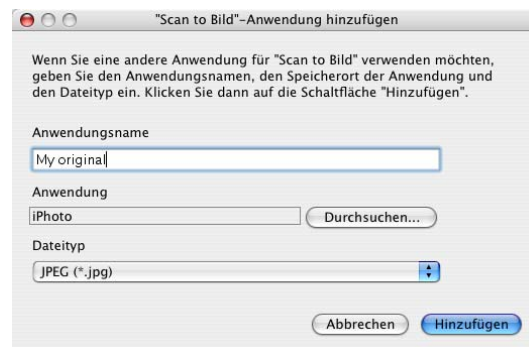 "Scan to Bild"-Anwendung hinzufügen
Wenn Sie eine andere Anwendung für "Scan to Bild" verwenden möchten,
geben Sie den Anwendungsnamen, den Speicherort der Anwendung und
den Dateityp ein. Klicken Sie dann auf die Schaltfläche "Hinzufügen".
Anwendungsname
My original
Anwendung
iPhoto
Durchsuchen...
Dateityp
JPEG (*.jpg)
Abbrechen
Hinzufügen